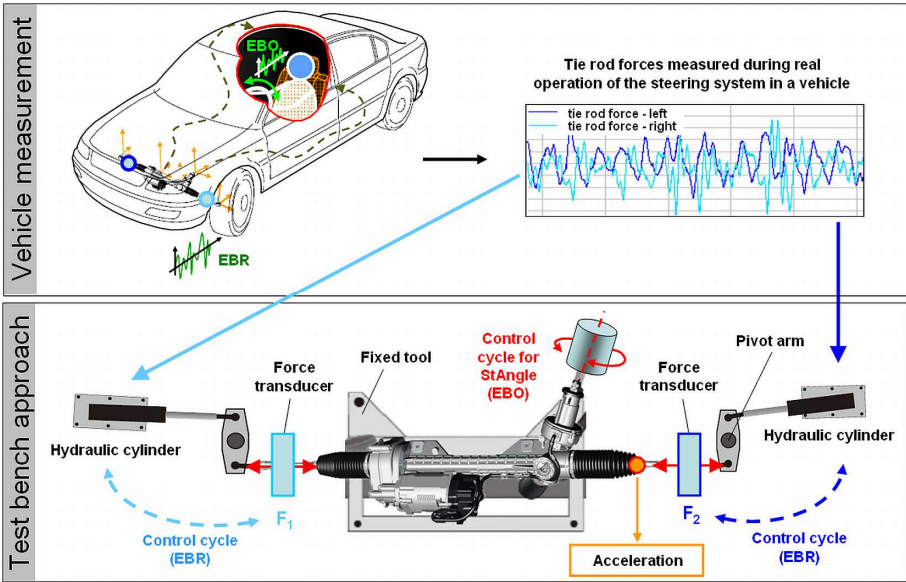 Vehicle measurement
EBO
EBR
Tie rod forces measured during real
operation of the steering system in a vehicle
tie rod force - left
tie rod force - right
Test bench approach
Hydraulic cylinder
Force
transducer
Fixed tool
Control
cycle for
StAngle
(EBO)
Force
transducer
Pivot arm
Hydraulic cylinder
F1
F2
Control cycle
(EBR)
Acceleration
Control cycle
(EBR)